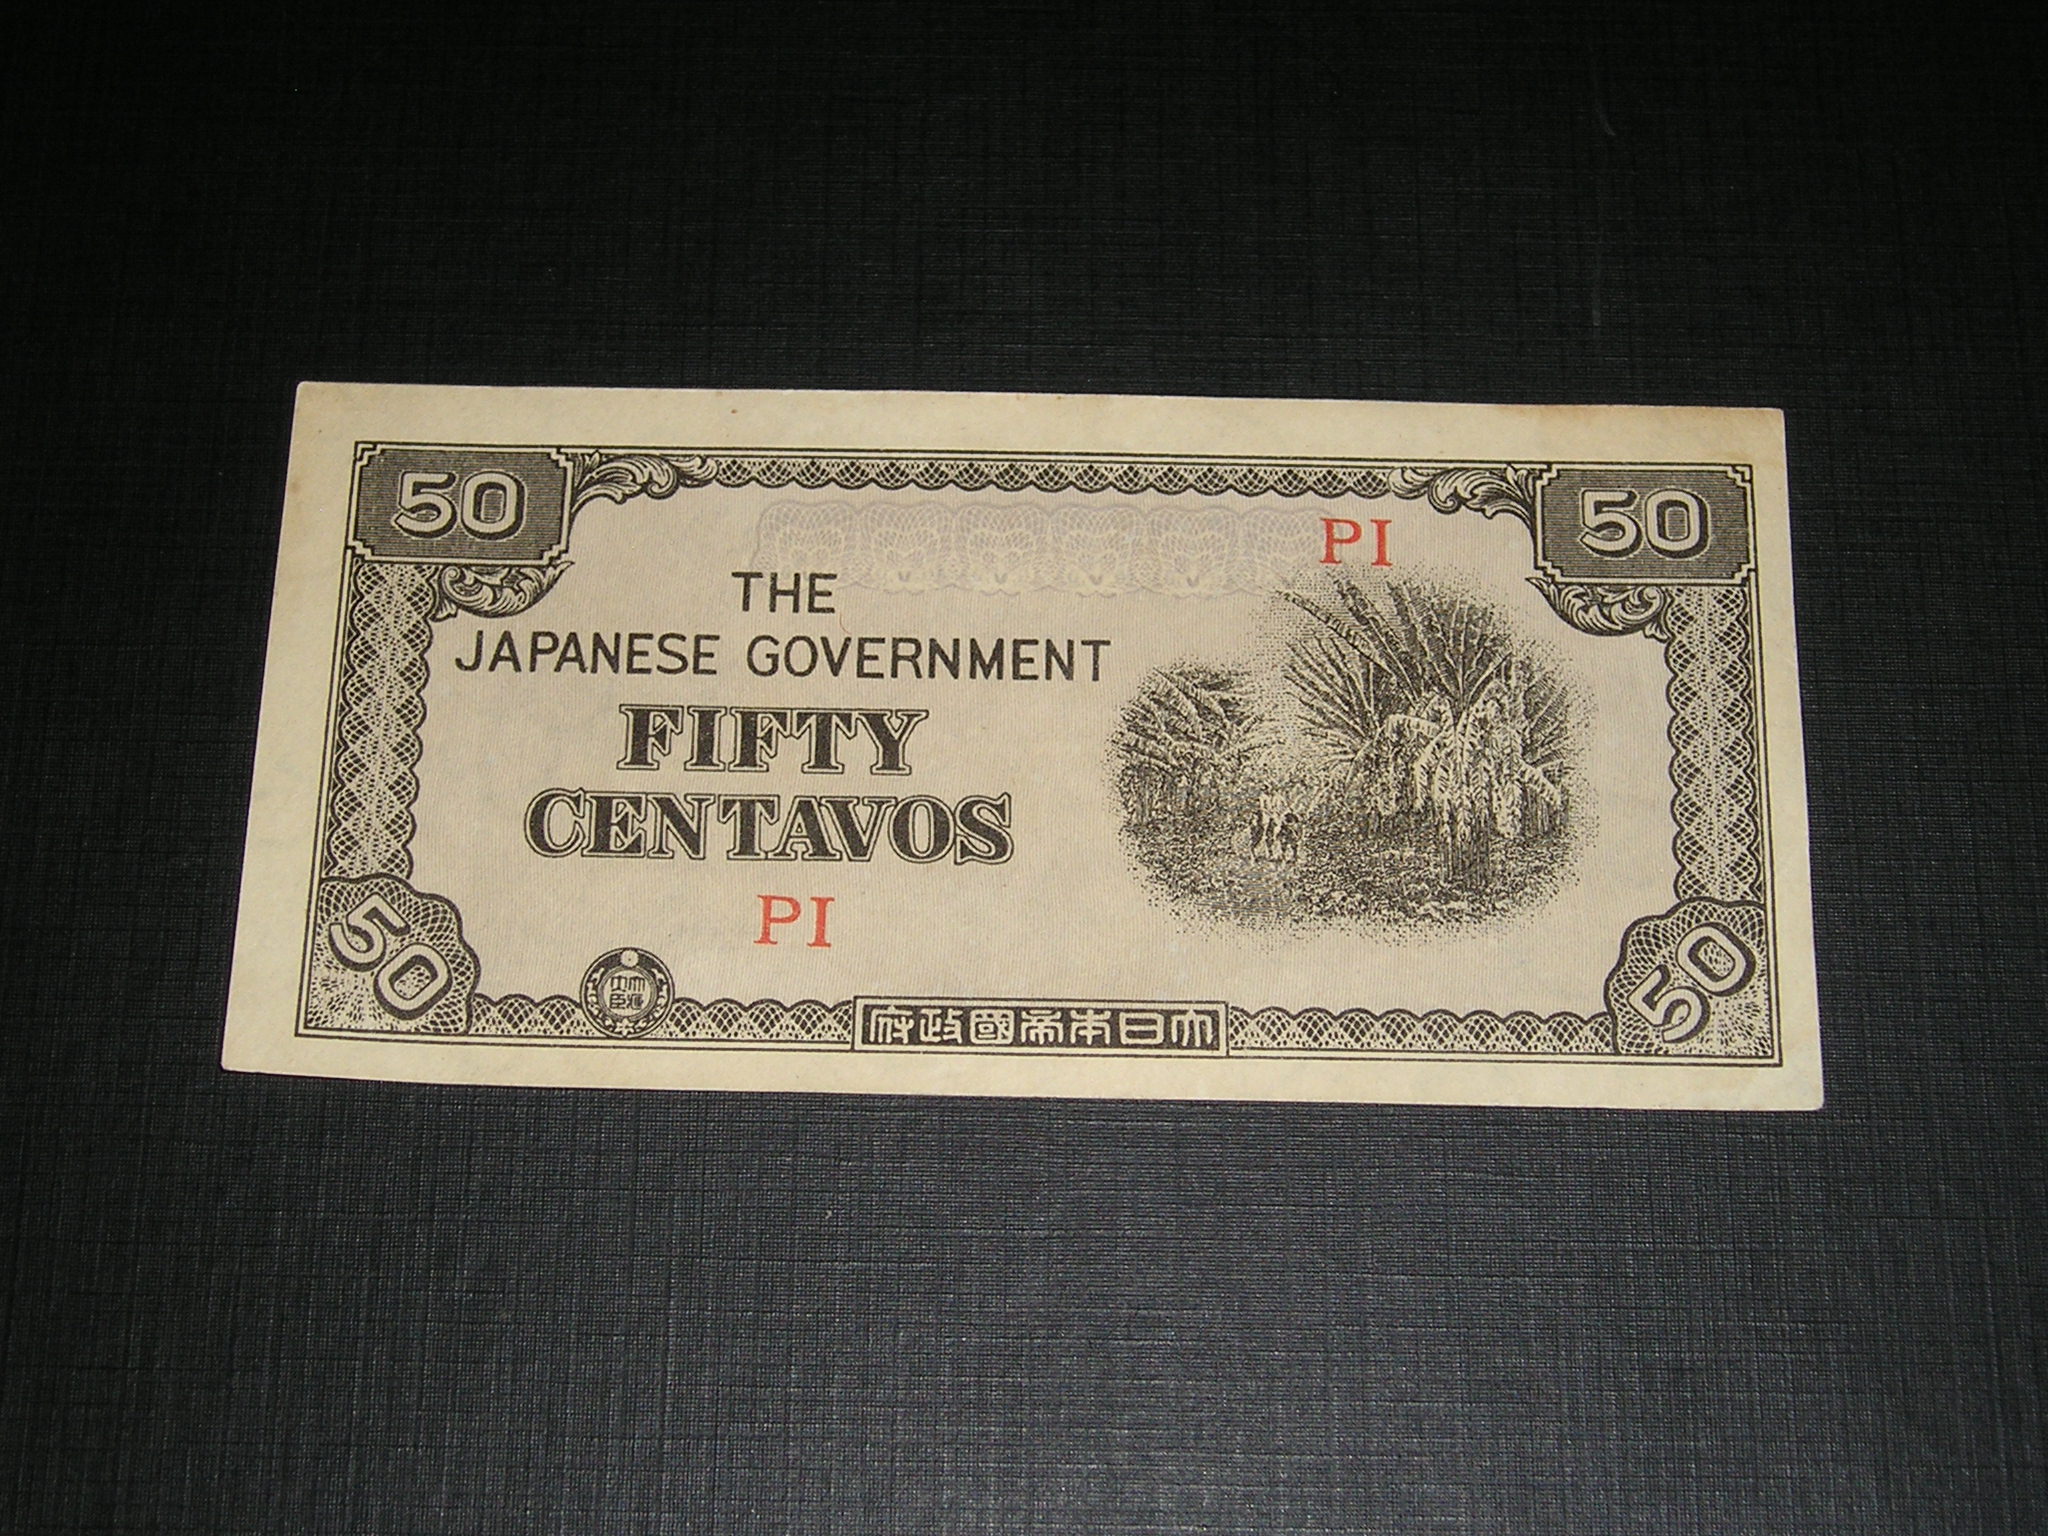 50
50
PI
THE
JAPANESE GOVERNMENT
FIFTY
CENTAVOS
PI
50
50
府政國帝本日大